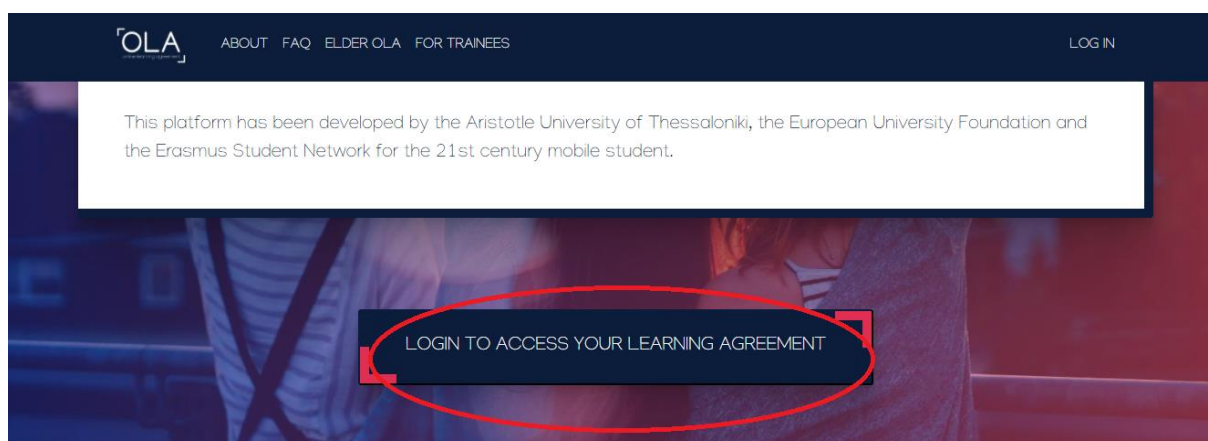 OLA
ABOUT FAQ ELDER OLA FOR TRAINEES
LOG IN
This platform has been developed by the Aristotle University of Thessaloniki, the European University Foundation and
the Erasmus Student Network for the 21st century mobile student.
LOGIN TO ACCESS YOUR LEARNING AGREEMENT